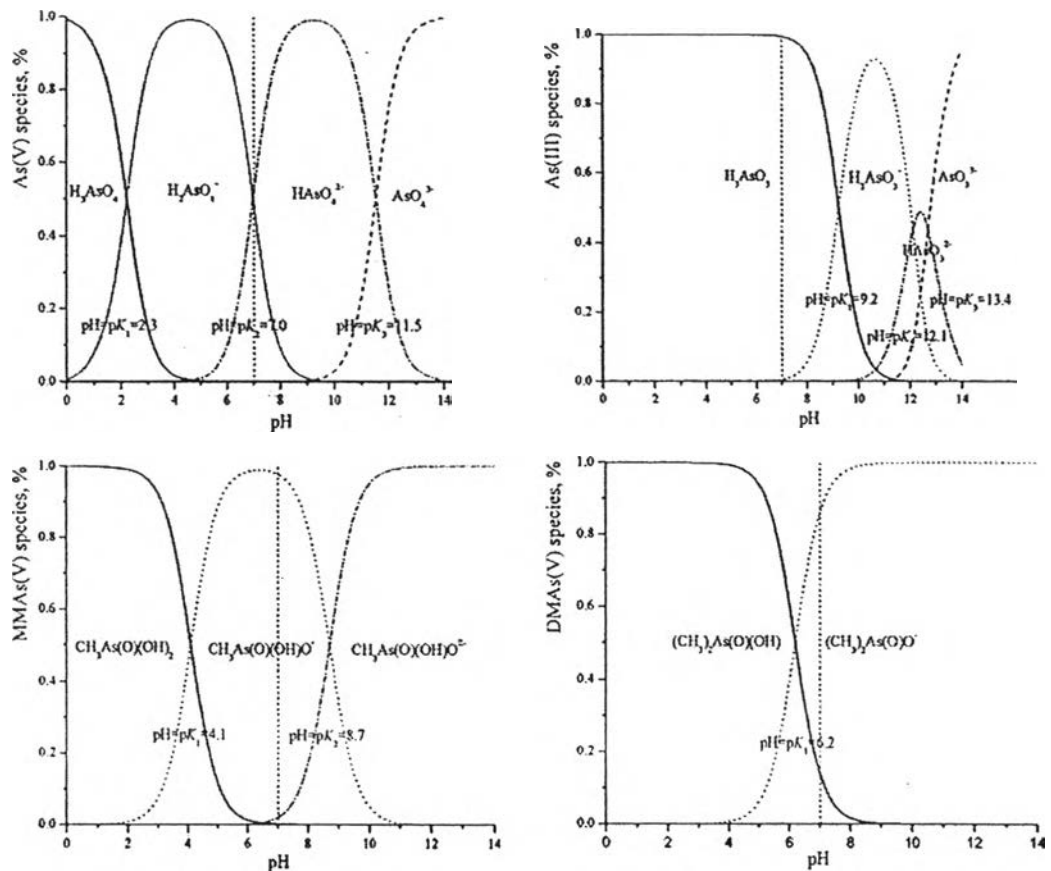 As(V) species, %
1.0
0.8
0.6
0.4
0.2
0.0
H₃AsO₄
H₂AsO₄⁻
HAsO₄²⁻
AsO₄³⁻
pH=pK₁=2.3
pH=pK₂=7.0
pH=pK₃=11.5
0 2 4 6 8 10 12 14
pH
As(III) species, %
1.0
0.8
0.6
0.4
0.2
0.0
H₃AsO₃
H₂AsO₃⁻
AsO₃³⁻
HAsO₃²⁻
pH=pK₁=9.2
pH=pK₃=13.4
pH=pK₂=12.1
0 2 4 6 8 10 12 14
pH
MMAs(V) species, %
1.0
0.8
0.6
0.4
0.2
0.0
CH₃As(O)(OH)₂
CH₃As(O)(OH)O⁻
CH₃As(O)(OH)O²⁻
pH=pK₁=4.1
pH=pK₂=8.7
0 2 4 6 8 10 12 14
pH
DMAs(V) species, %
1.0
0.8
0.6
0.4
0.2
0.0
(CH₃)₂As(O)(OH)
(CH₃)₂As(O)O⁻
pH=pK₁=6.2
0 2 4 6 8 10 12 14
pH